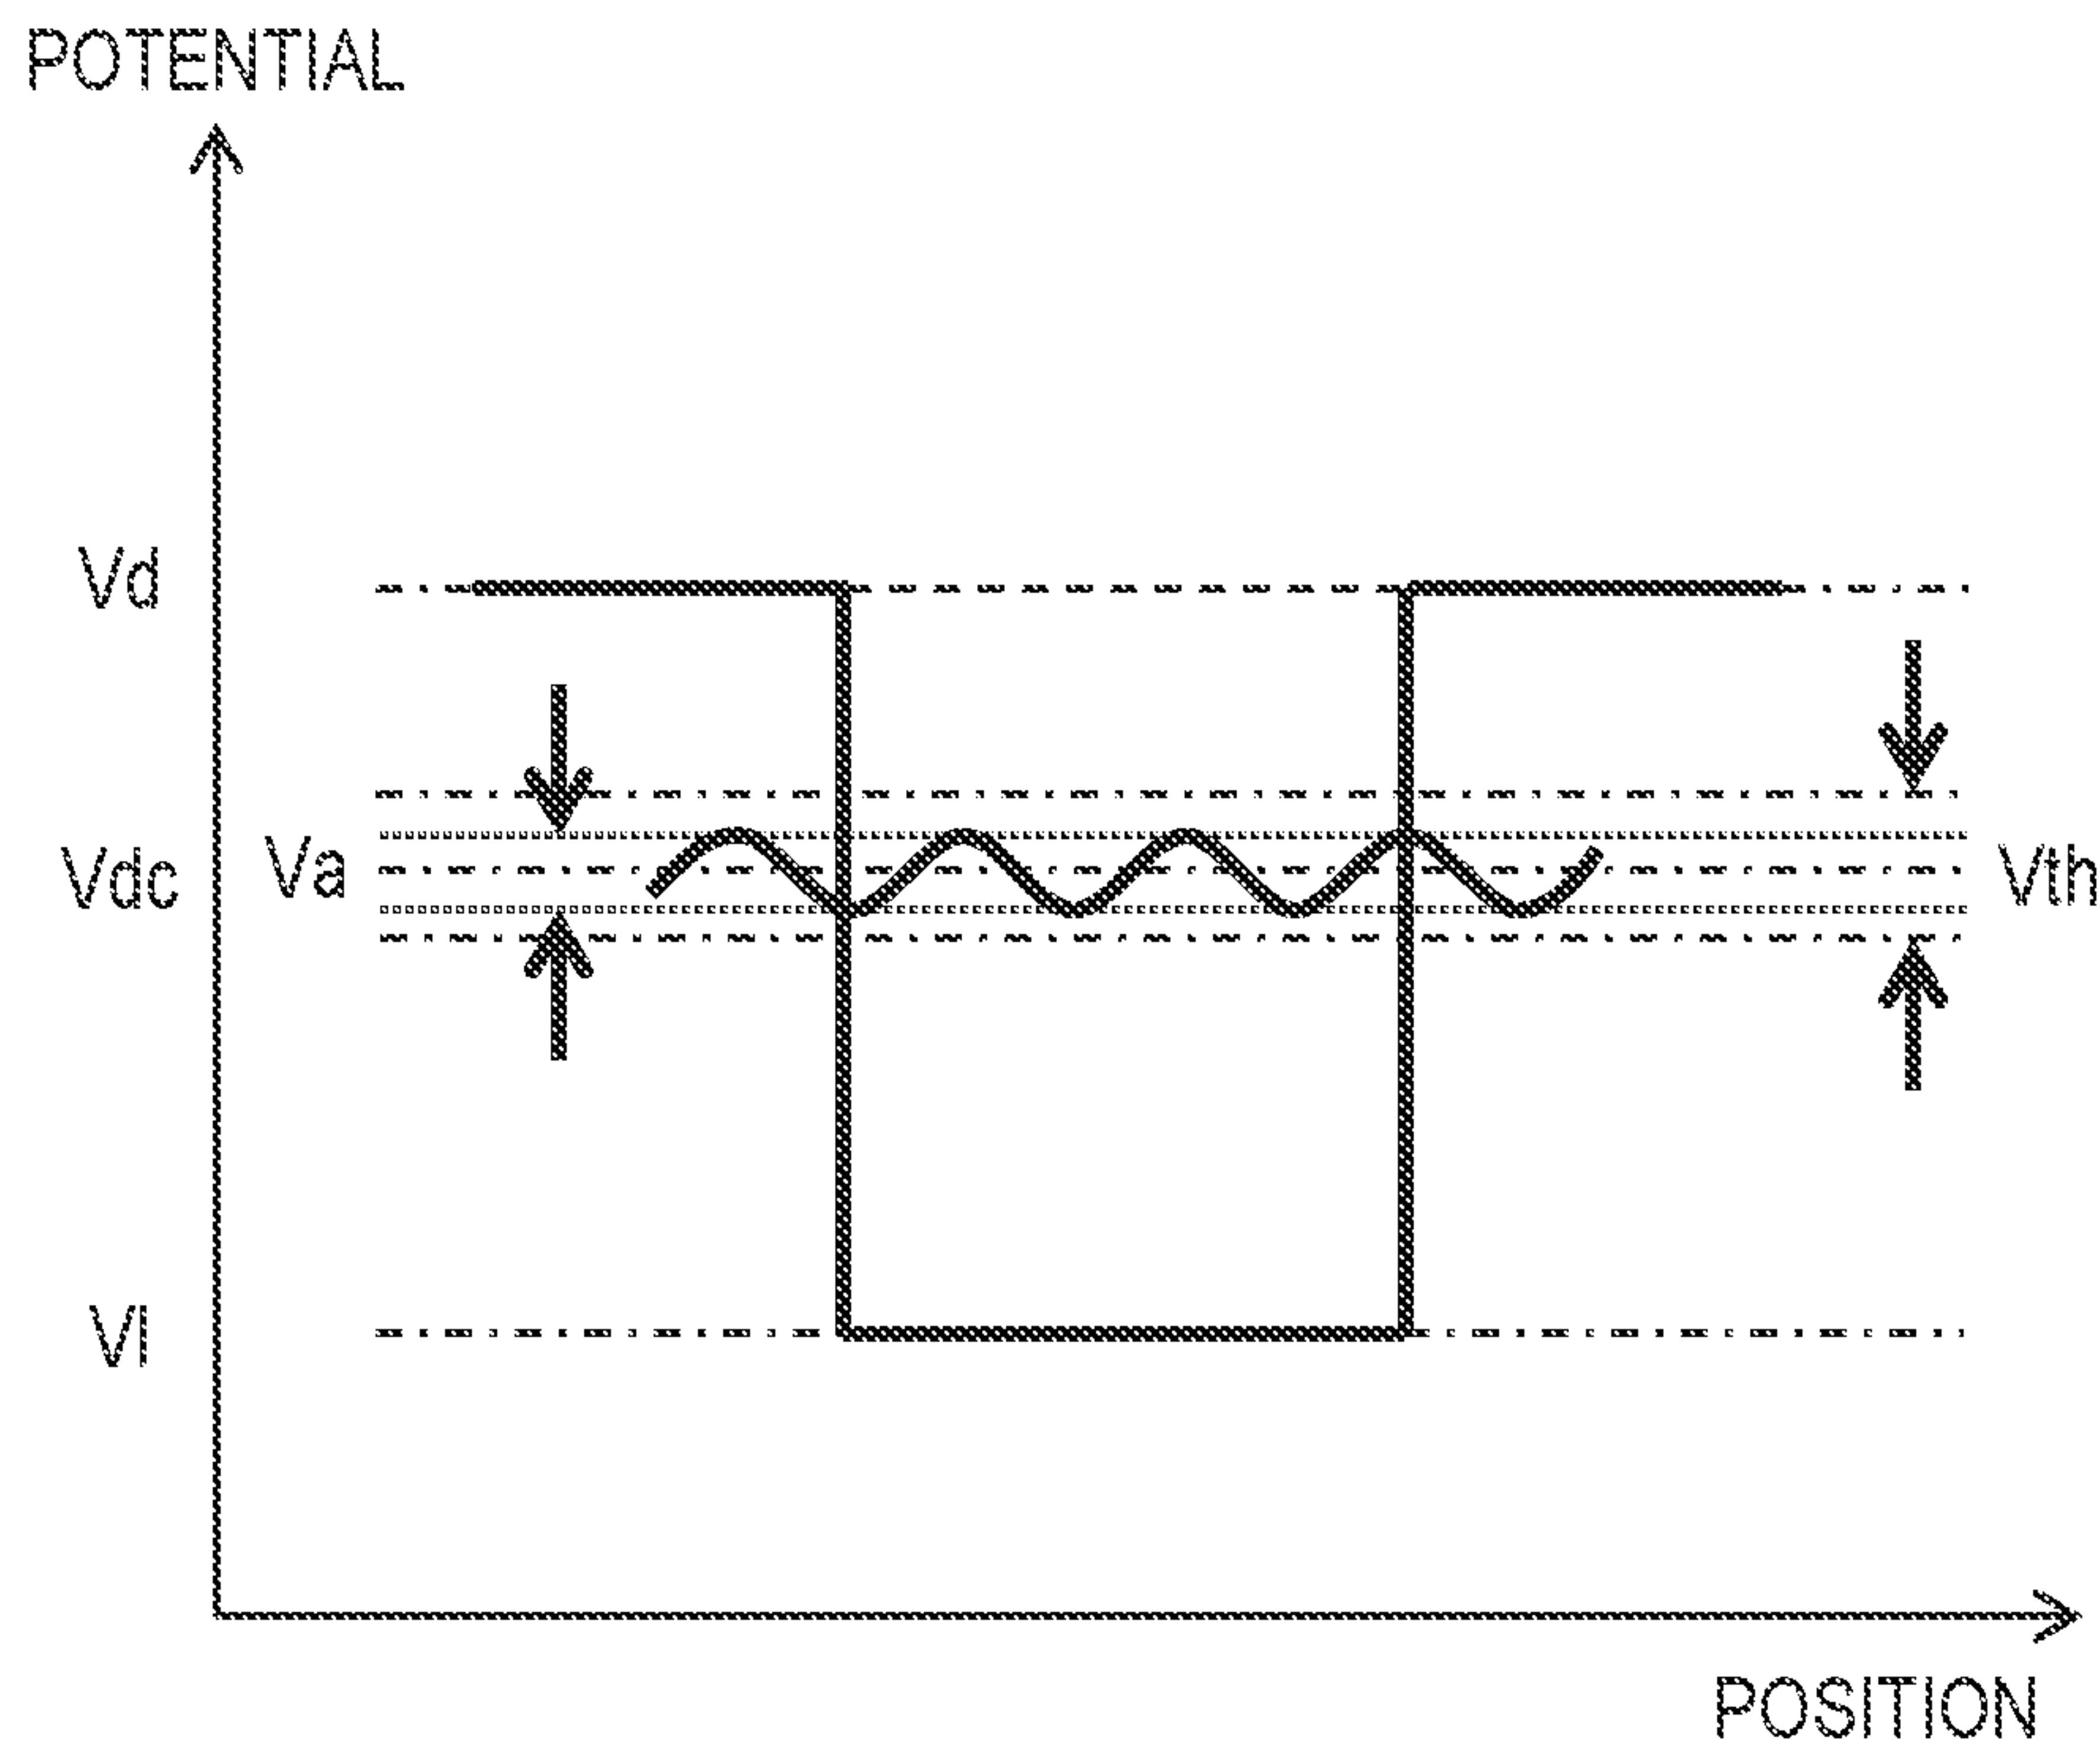 POTENTIAL
Vd
Vdc
Va
Vth
Vl
POSITION